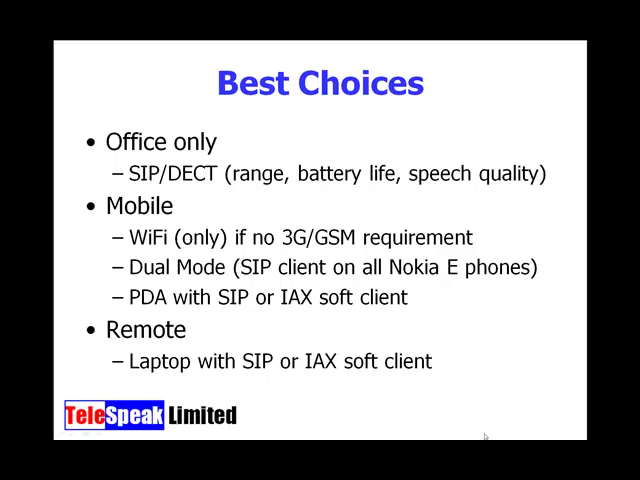 Best Choices
• Office only
– SIP/DECT (range, battery life, speech quality)
• Mobile
– WiFi (only) if no 3G/GSM requirement
– Dual Mode (SIP client on all Nokia E phones)
– PDA with SIP or IAX soft client
• Remote
– Laptop with SIP or IAX soft client
TeleSpeak Limited